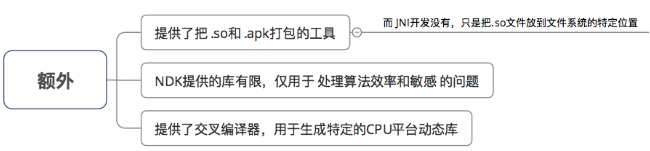 提供了把 .so和 .apk打包的工具
而 JNI开发没有，只是把.so文件放到文件系统的特定位置
额外
NDK提供的库有限，仅用于 处理算法效率和敏感 的问题
提供了交叉编译器，用于生成特定的CPU平台动态库